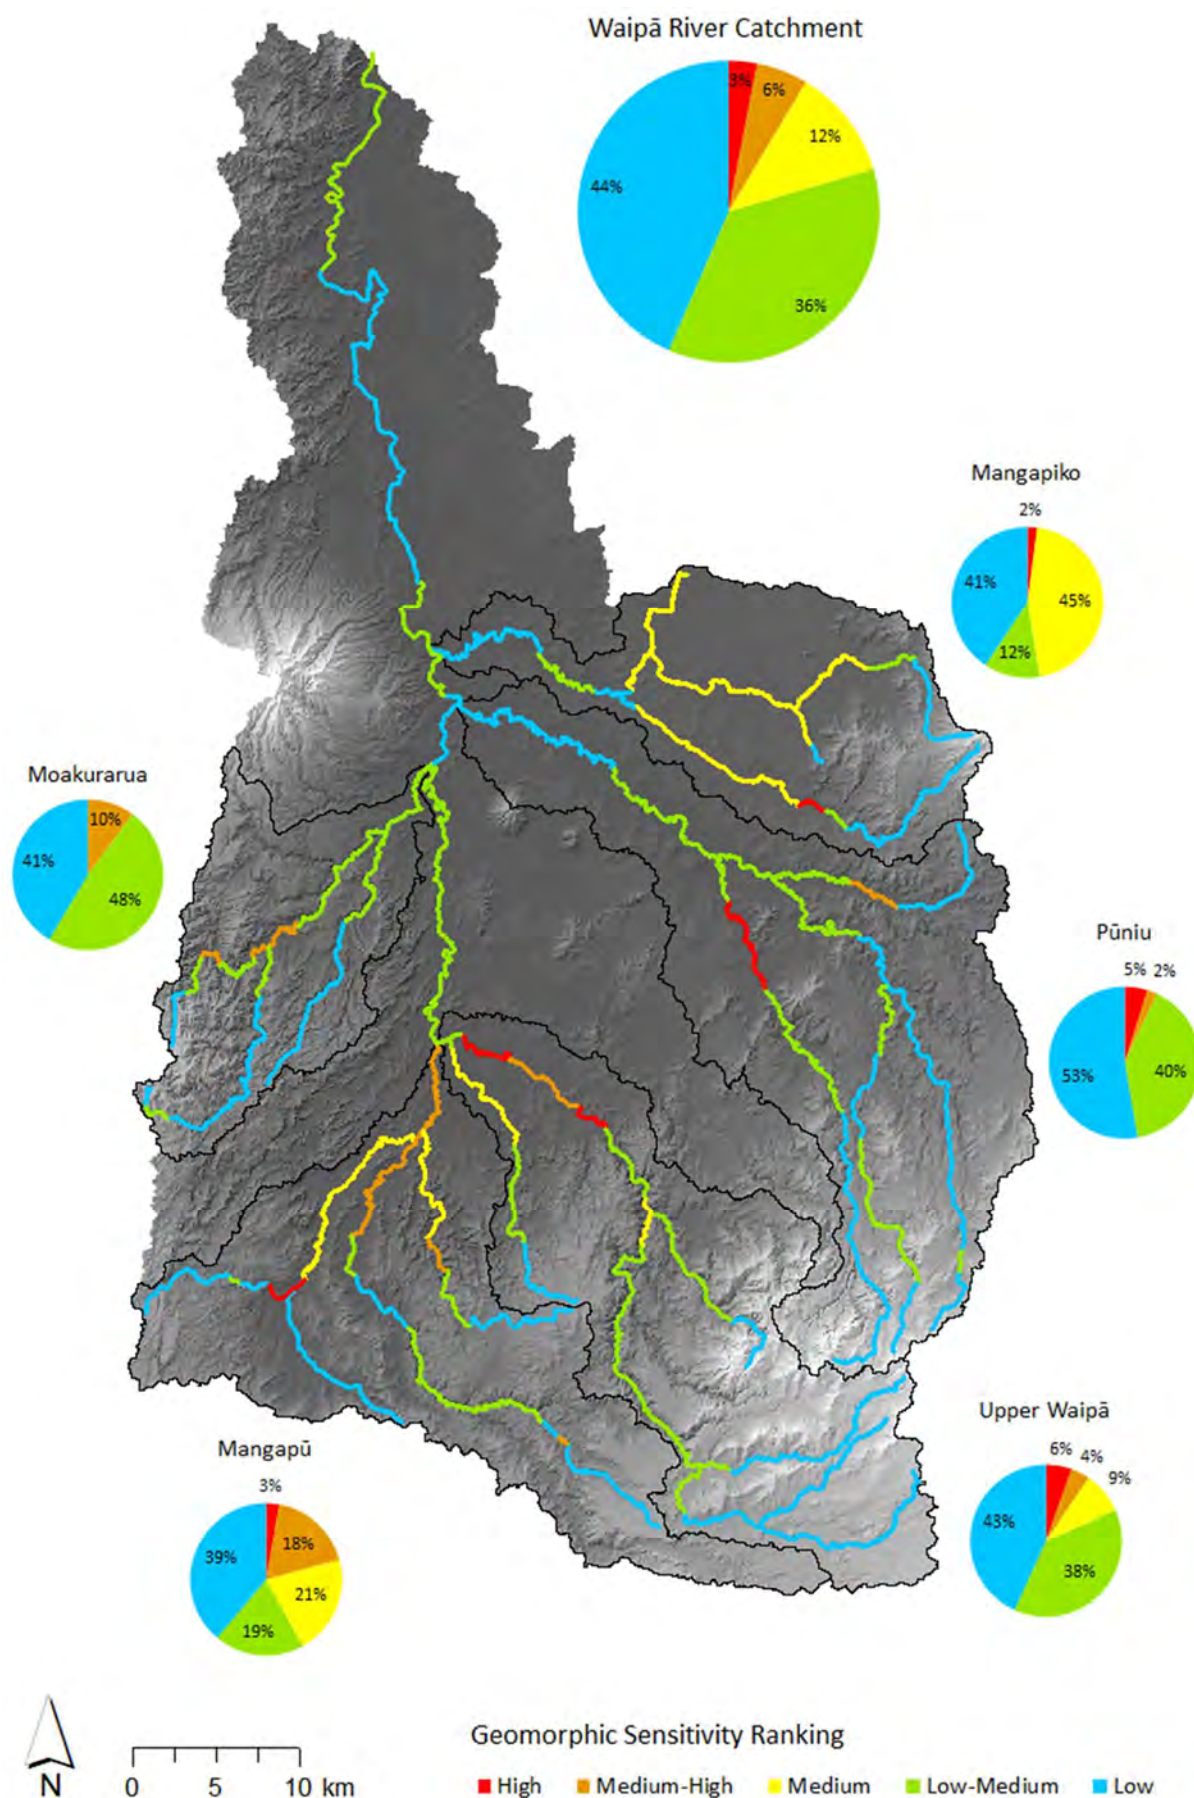 Waipā River Catchment
3%
6%
12%
44%
36%
Mangapiko
2%
41%
45%
12%
Moakurarua
10%
41%
48%
Pūniu
5% 2%
53%
40%
Upper Waipā
6% 4%
9%
43%
38%
Mangapū
3%
18%
39%
21%
19%
N
0 5 10 km
Geomorphic Sensitivity Ranking
High Medium-High Medium Low-Medium Low